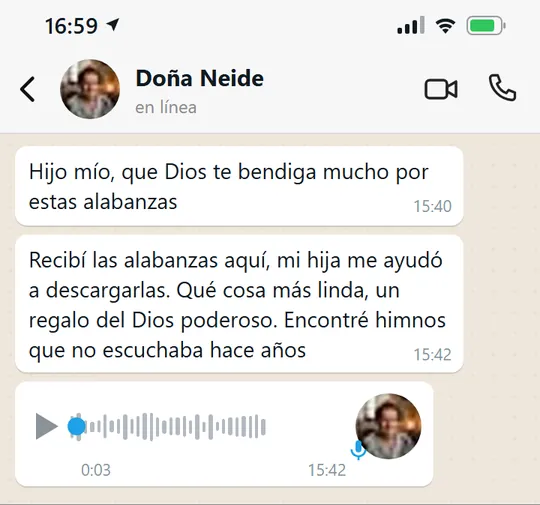 16:59
Doña Neide
en línea
Hijo mío, que Dios te bendiga mucho por
estas alabanzas
15:40
Recibí las alabanzas aquí, mi hija me ayudó
a descargarlas. Qué cosa más linda, un
regalo del Dios poderoso. Encontré himnos
que no escuchaba hace años
15:42
0:03
15:42